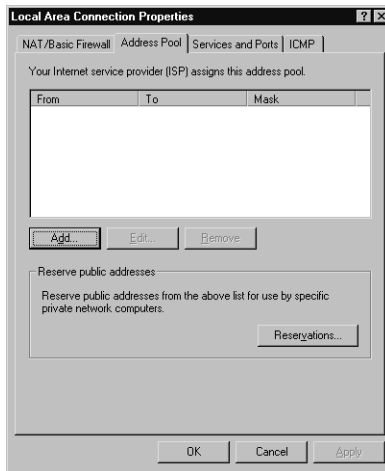 Local Area Connection Properties
NAT/Basic Firewall Address Pool Services and Ports ICMP
Your Internet service provider (ISP) assigns this address pool.
From To Mask
Add... Edit... Remove
Reserve public addresses
Reserve public addresses from the above list for use by specific
private network computers.
Reservations...
OK Cancel Apply